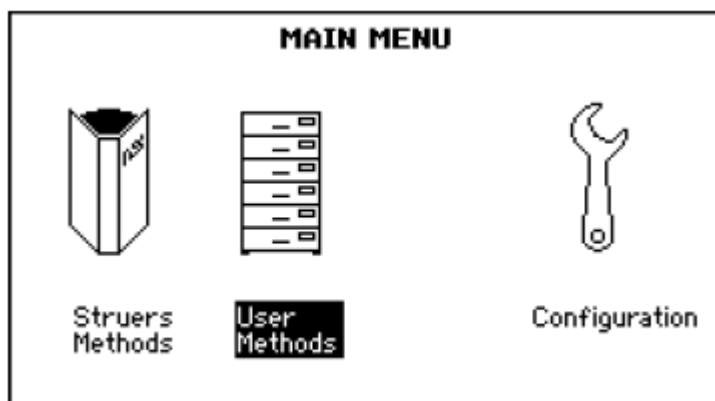 MAIN MENU
Struers
Methods
User
Methods
Configuration